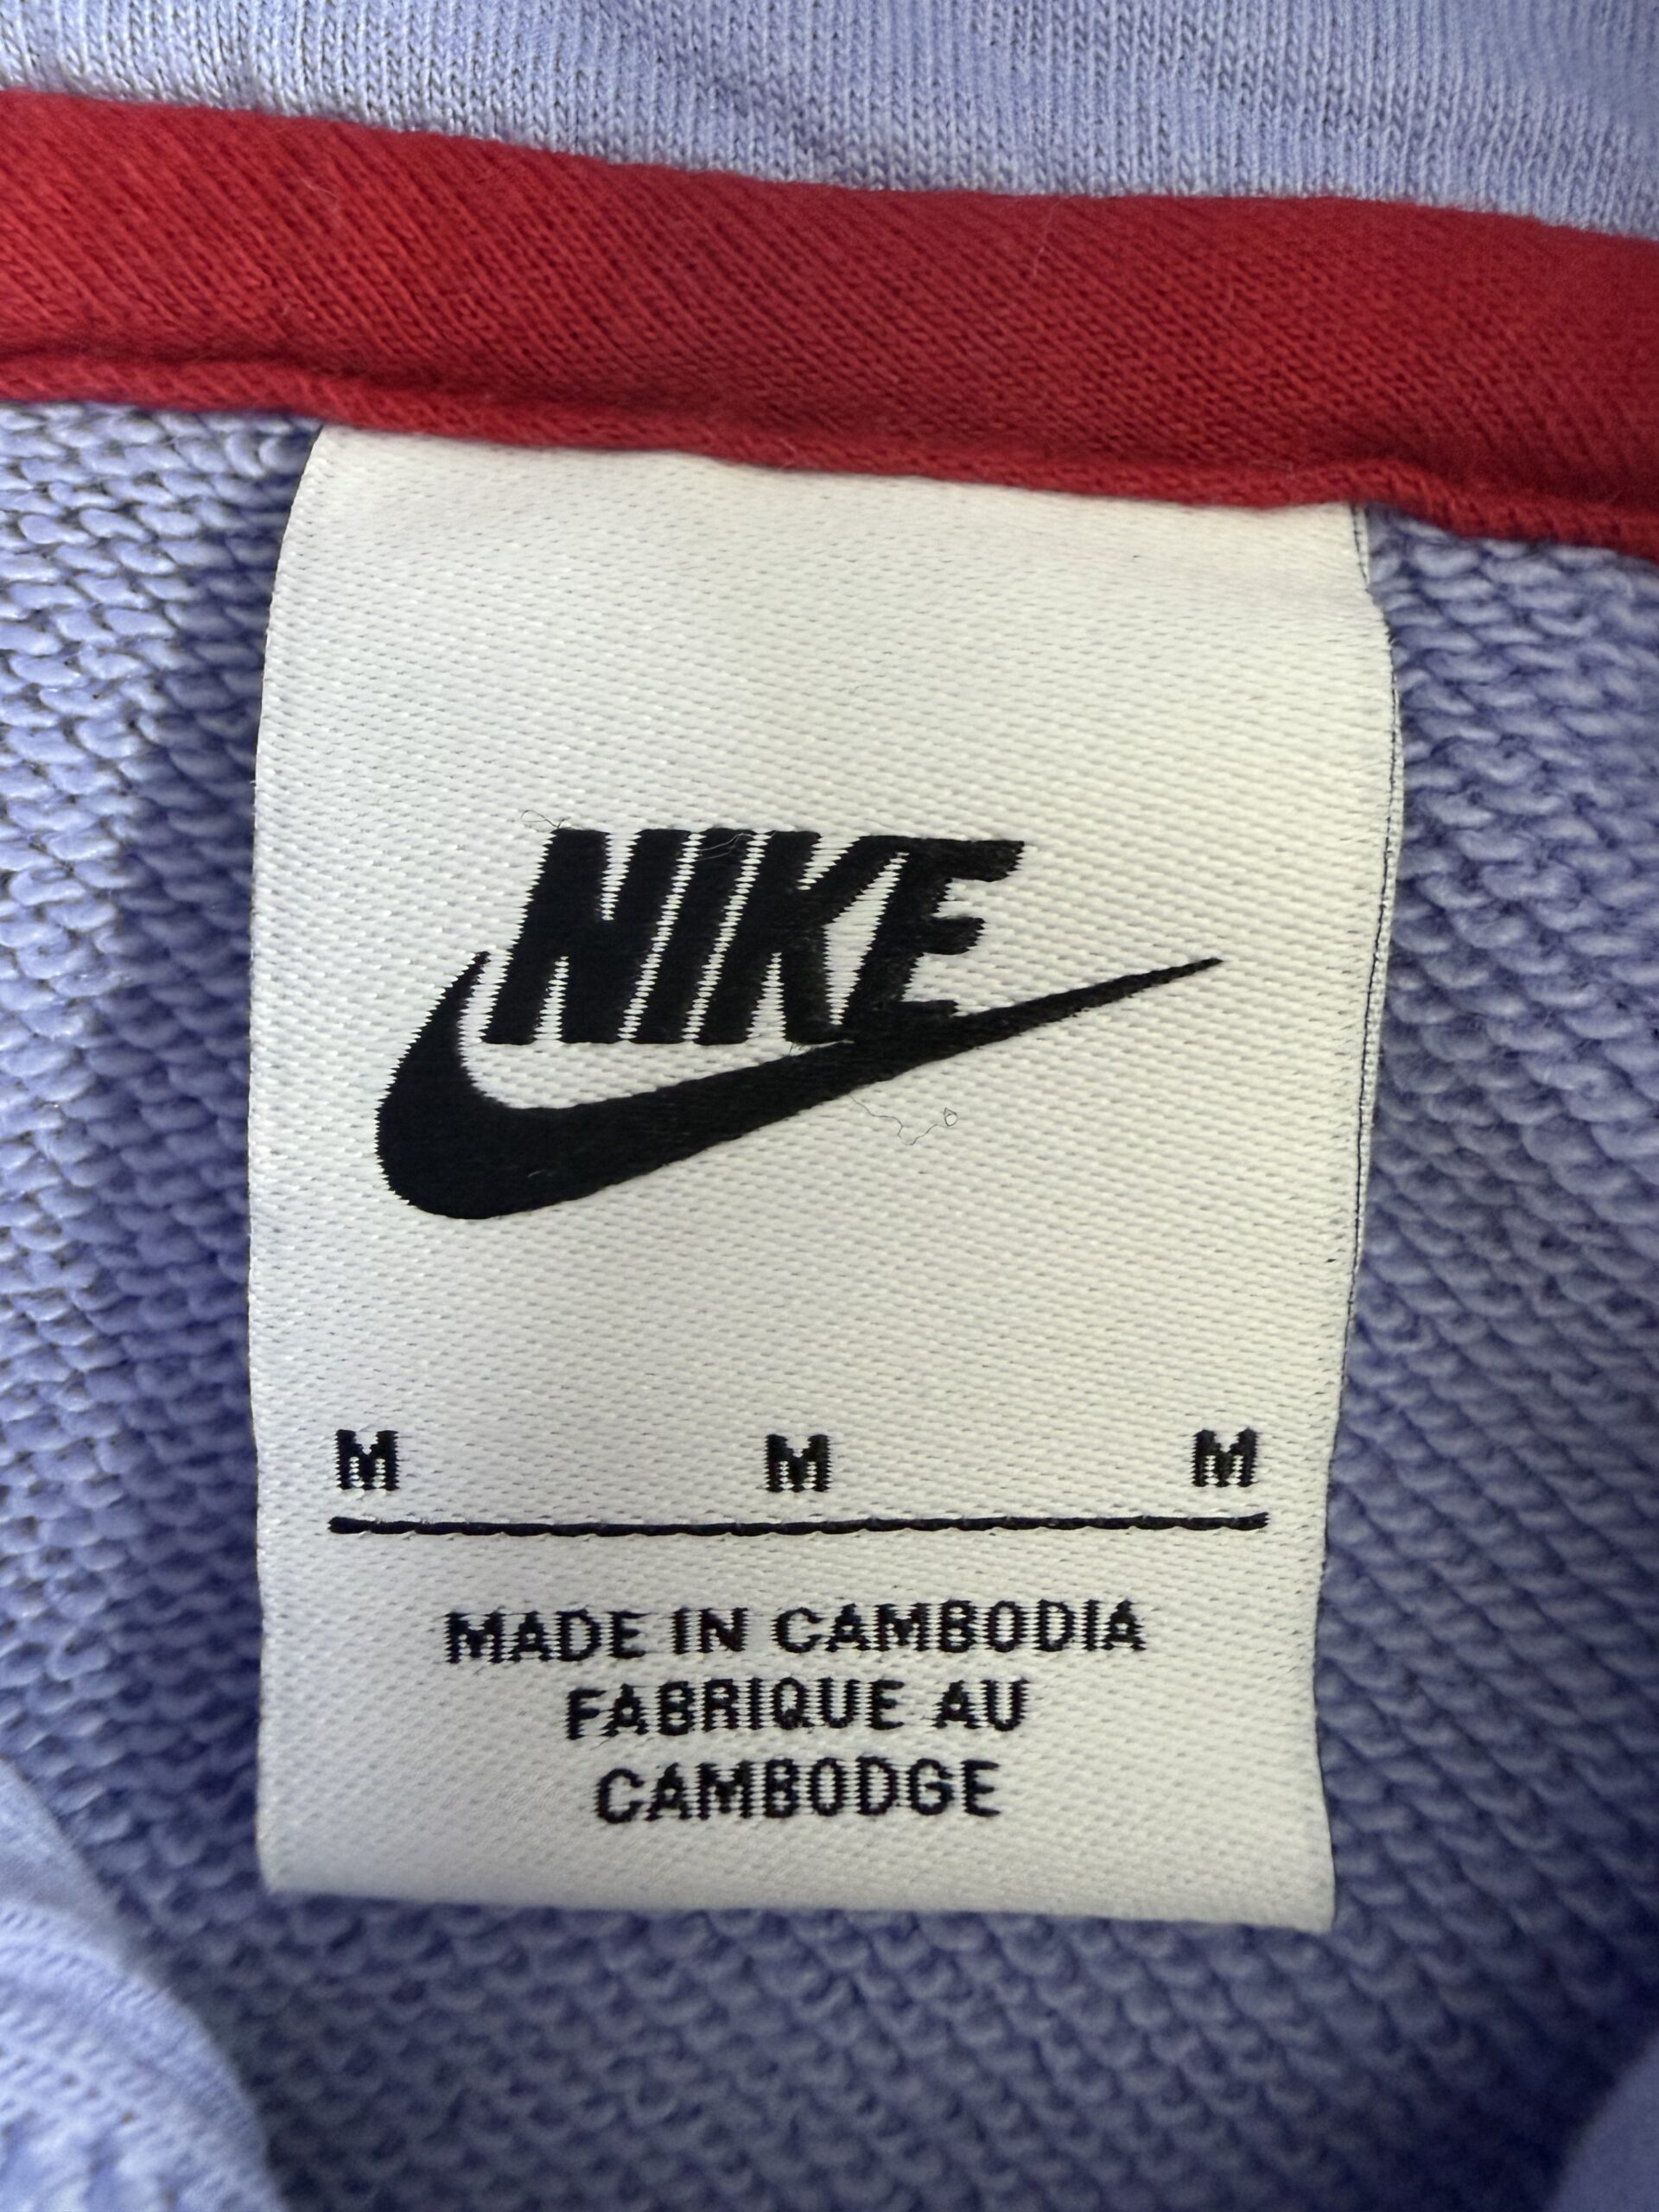 NIKE
M M M
MADE IN CAMBODIA
FABRIQUE AU
CAMBODGE